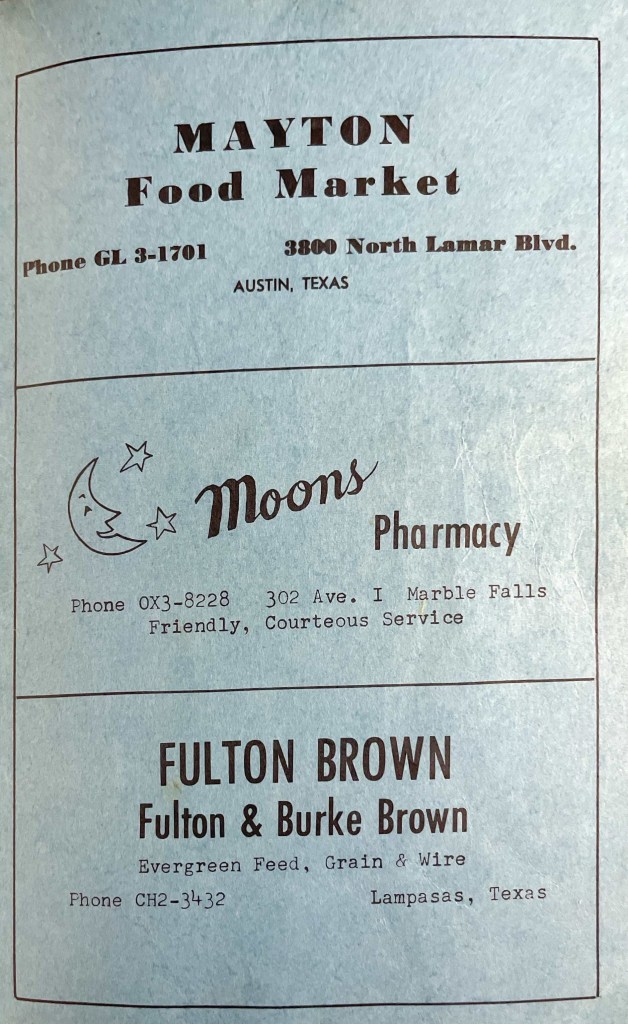 MAYTON
Food Market
Phone GL 3-1701 3800 North Lamar Blvd.
AUSTIN, TEXAS
Moons
Pharmacy
Phone OX3-8228 302 Ave. I Marble Falls
Friendly, Courteous Service
FULTON BROWN
Fulton & Burke Brown
Evergreen Feed, Grain & Wire
Phone CH2-3432 Lampasas, Texas